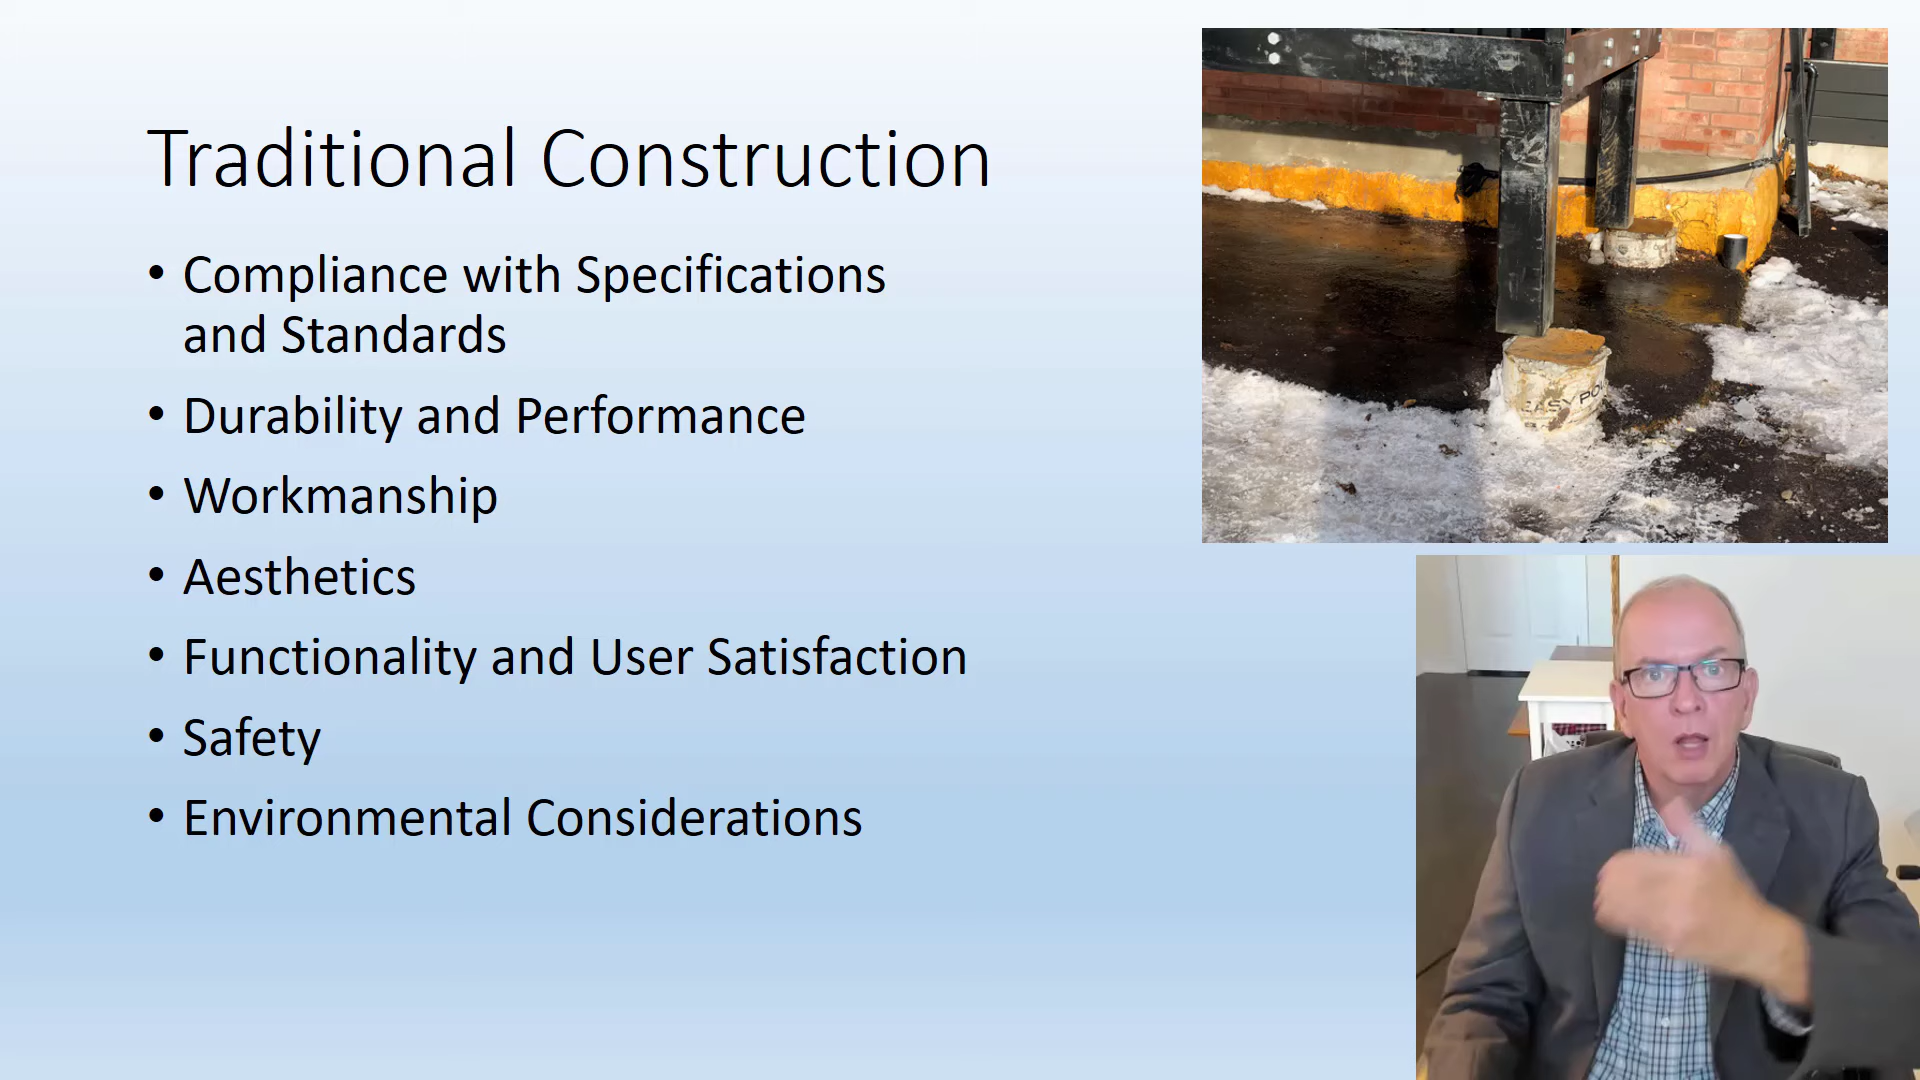 Traditional Construction
• Compliance with Specifications
and Standards
• Durability and Performance
• Workmanship
• Aesthetics
• Functionality and User Satisfaction
• Safety
• Environmental Considerations
EASY